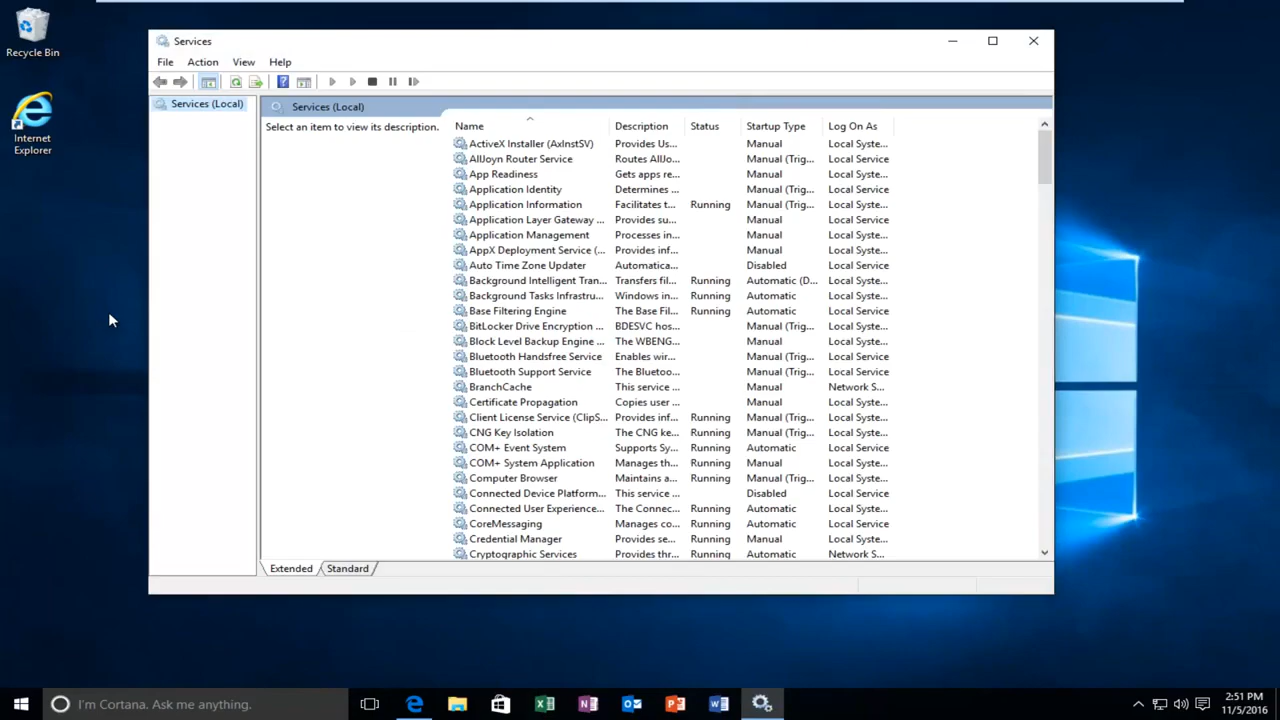 Recycle Bin
Internet
Explorer
Services
File Action View Help
Services (Local)
Services (Local)
Select an item to view its description.
Name Description Status Startup Type Log On As
ActiveX Installer (AxInstSV) Provides Us... Manual Local Syste...
AllJoyn Router Service Routes AllJo... Manual (Trig... Local Service
App Readiness Gets apps re... Manual Local Syste...
Application Identity Determines ... Manual (Trig... Local Service
Application Information Facilitates t... Running Manual (Trig... Local Syste...
Application Layer Gateway ... Provides su... Manual Local Service
Application Management Processes in... Manual Local Syste...
AppX Deployment Service (... Provides inf... Manual Local Syste...
Auto Time Zone Updater Automatica... Disabled Local Service
Background Intelligent Tran... Transfers fil... Running Automatic (D... Local Syste...
Background Tasks Infrastru... Windows in... Running Automatic Local Syste...
Base Filtering Engine The Base Fil... Running Automatic Local Service
BitLocker Drive Encryption ... BDESVC hos... Manual (Trig... Local Syste...
Block Level Backup Engine ... The WBENG... Manual Local Syste...
Bluetooth Handsfree Service Enables wir... Manual (Trig... Local Service
Bluetooth Support Service The Bluetoo... Manual (Trig... Local Service
BranchCache This service ... Manual Network S...
Certificate Propagation Copies user ... Manual Local Syste...
Client License Service (ClipS... Provides inf... Running Manual (Trig... Local Syste...
CNG Key Isolation The CNG ke... Running Manual (Trig... Local Syste...
COM+ Event System Supports Sy... Running Automatic Local Service
COM+ System Application Manages th... Running Manual Local Syste...
Computer Browser Maintains a... Running Manual (Trig... Local Syste...
Connected Device Platform... This service ... Disabled Local Service
Connected User Experience... The Connec... Running Automatic Local Syste...
CoreMessaging Manages co... Running Automatic Local Service
Credential Manager Provides se... Running Manual Local Syste...
Cryptographic Services Provides thr... Running Automatic Network S...
Extended Standard
I'm Cortana. Ask me anything.
2:51 PM
11/5/2016